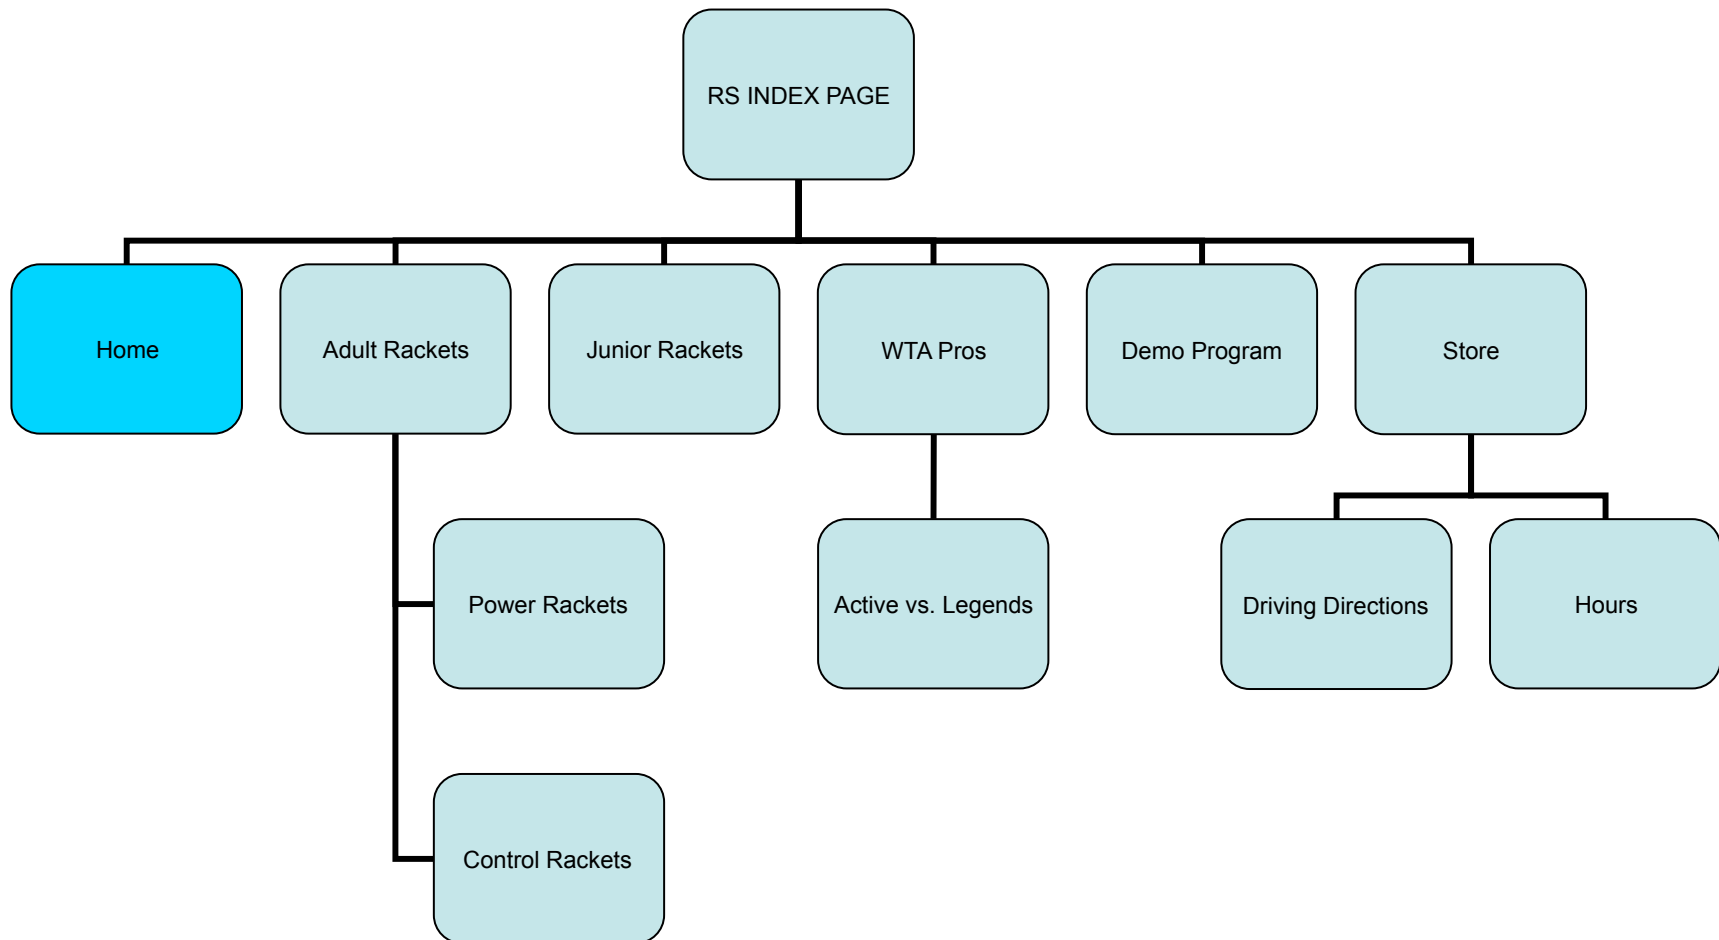 RS INDEX PAGE
Home
Adult Rackets
Junior Rackets
WTA Pros
Demo Program
Store
Power Rackets
Active vs. Legends
Driving Directions
Hours
Control Rackets